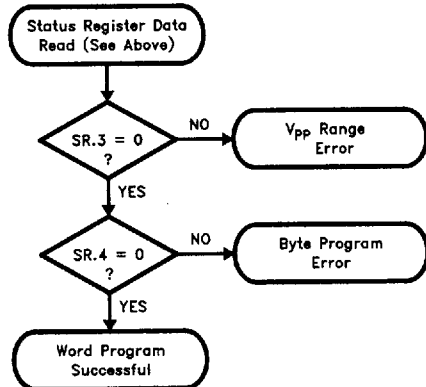 Status Register Data
Read (See Above)
SR.3 = 0
?
NO
VPP Range
Error
YES
SR.4 = 0
?
NO
Byte Program
Error
YES
Word Program
Successful